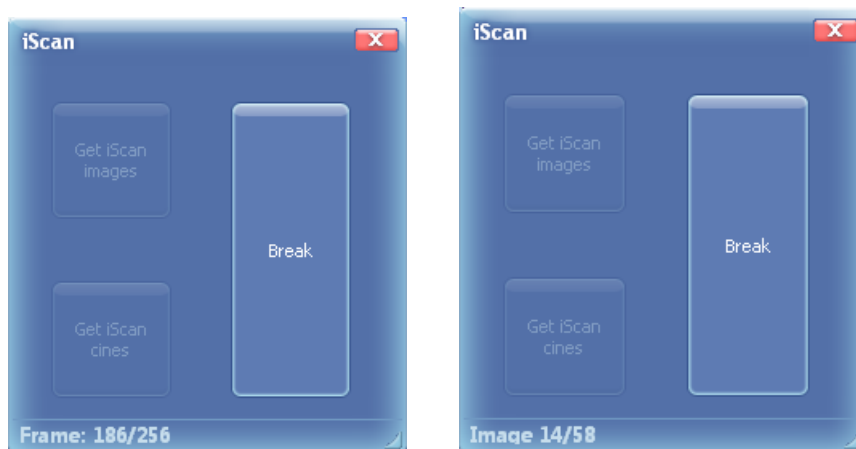 iScan
X
Get iScan
images
Break
Get iScan
cines
Frame: 186/256
iScan
X
Get iScan
images
Break
Get iScan
cines
Image 14/58